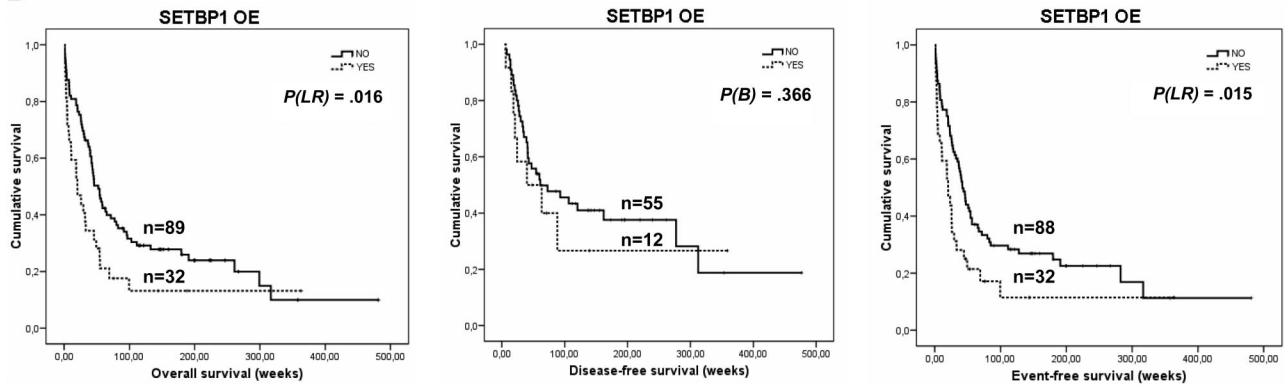 SETBP1 OE
1,0
0,8
0,6
0,4
0,2
0,0
Cumulative survival
NO
YES
P(LR) = .016
n=89
n=32
,00
100,00
200,00
300,00
400,00
500,00
Overall survival (weeks)
SETBP1 OE
1,0
0,8
0,6
0,4
0,2
0,0
Cumulative survival
NO
YES
P(B) = .366
n=55
n=12
,00
100,00
200,00
300,00
400,00
500,00
Disease-free survival (weeks)
SETBP1 OE
1,0
0,8
0,6
0,4
0,2
0,0
Cumulative survival
NO
YES
P(LR) = .015
n=88
n=32
,00
100,00
200,00
300,00
400,00
500,00
Event-free survival (weeks)